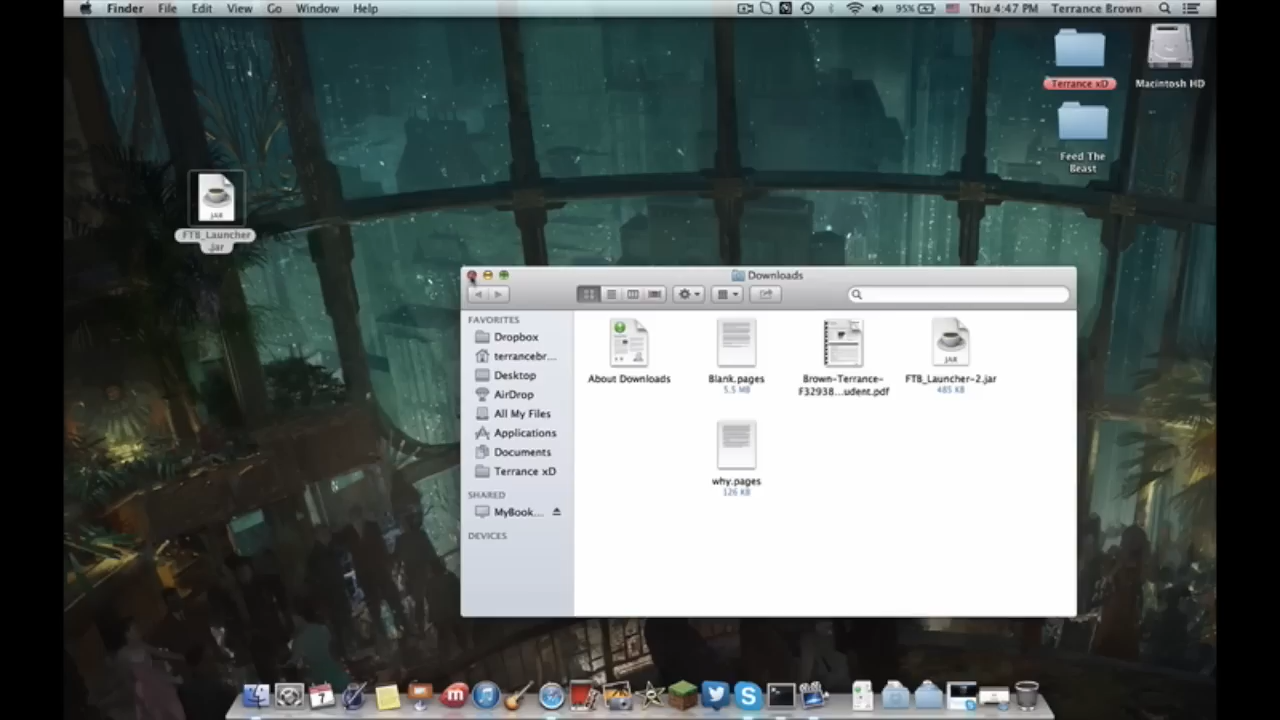 Finder File Edit View Go Window Help 95% Thu 4:47 PM Terrance Brown
Terrance xD
Macintosh HD
Feed The
Beast
JAR
FTB_Launcher
.jar
Downloads
FAVORITES
Dropbox
terrancebr...
Desktop
AirDrop
All My Files
Applications
Documents
Terrance xD
SHARED
MyBook...
DEVICES
About Downloads
Blank.pages
5.5 MB
Brown-Terrance-
F32938...udent.pdf
JAR
FTB_Launcher-2.jar
485 KB
why.pages
126 KB
7